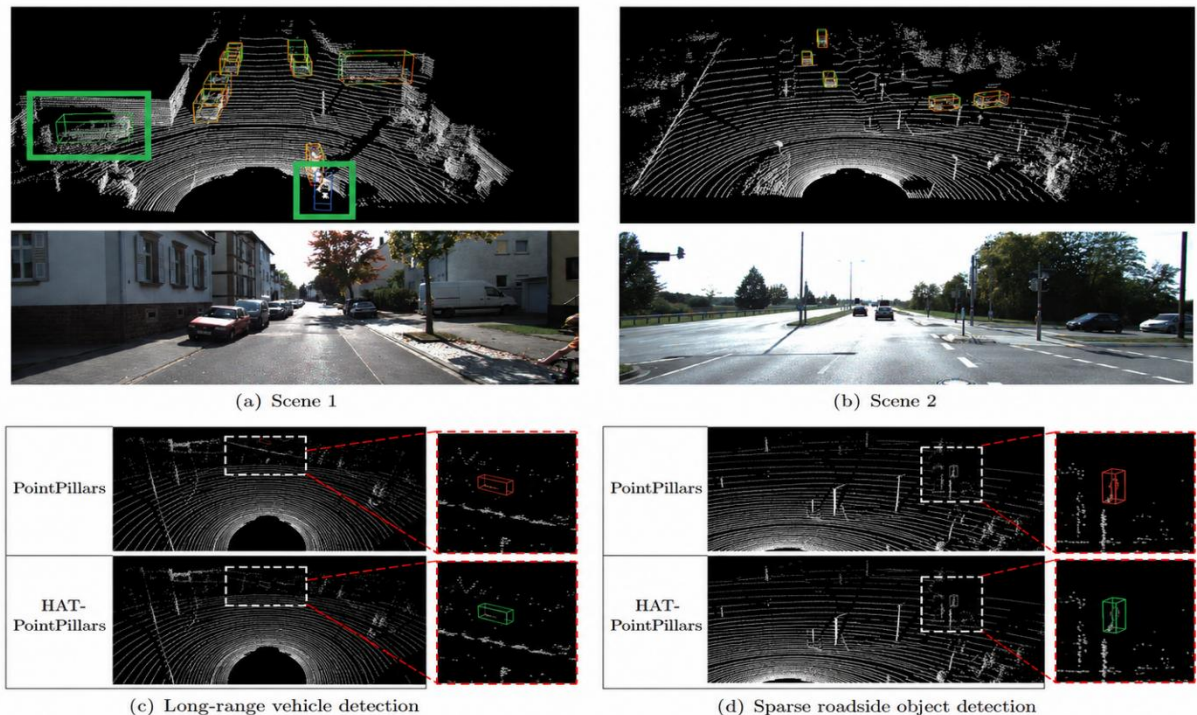 (a) Scene 1
(b) Scene 2
PointPillars
PointPillars
HAT-
PointPillars
HAT-
PointPillars
(c) Long-range vehicle detection
(d) Sparse roadside object detection